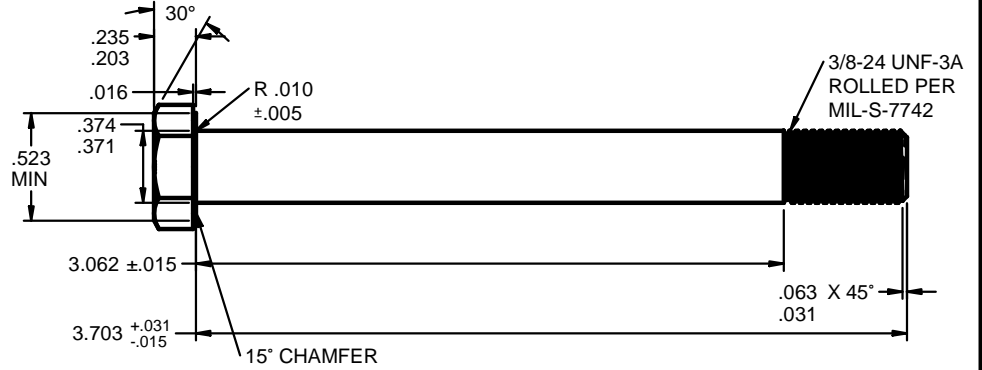 30°
.235
.203
.016
R .010
±.005
3/8-24 UNF-3A
ROLLED PER
MIL-S-7742
.374
.371
.523
MIN
3.062 ±.015
.063 X 45°
.031
3.703 +.031
-.015
15° CHAMFER